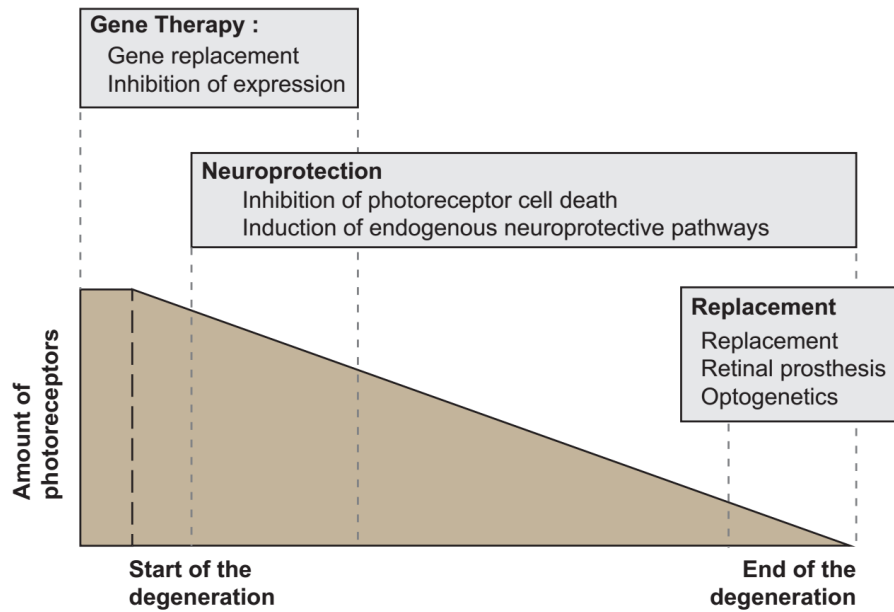 Gene Therapy :
Gene replacement
Inhibition of expression
Neuroprotection
Inhibition of photoreceptor cell death
Induction of endogenous neuroprotective pathways
Replacement
Replacement
Retinal prosthesis
Optogenetics
Amount of
photoreceptors
Start of the
degeneration
End of the
degeneration